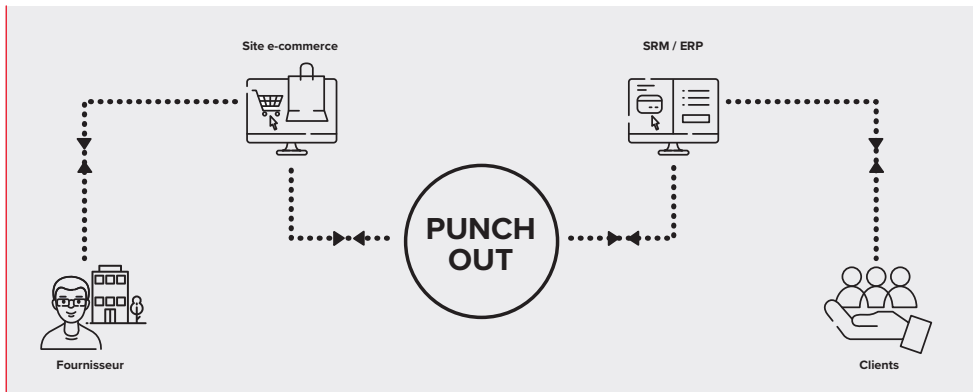 Site e-commerce
SRM / ERP
PUNCH
OUT
Fournisseur
Clients